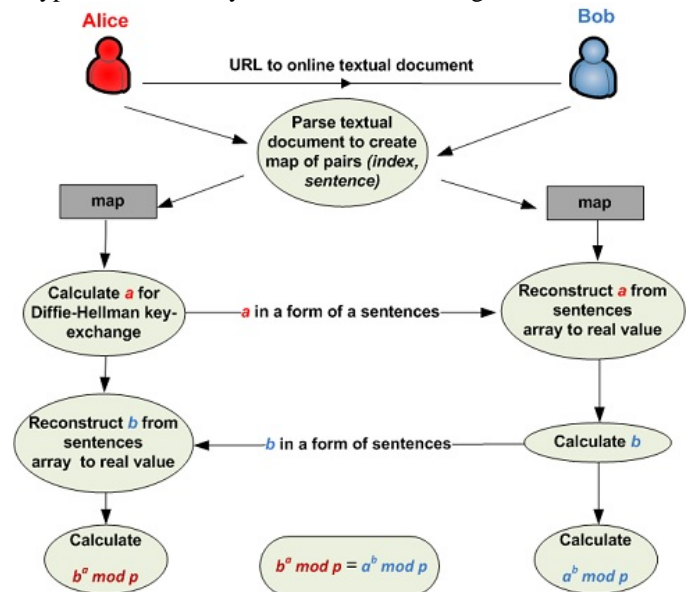 Alice
Bob
URL to online textual document
Parse textual
document to create
map of pairs (index,
sentence)
map
map
Calculate a for
Diffie-Hellman key-
exchange
a in a form of a sentences
Reconstruct a from
sentences
array to real value
Reconstruct b from
sentences
array to real value
b in a form of sentences
Calculate b
Calculate
b^a mod p
b^a mod p = a^b mod p
Calculate
a^b mod p